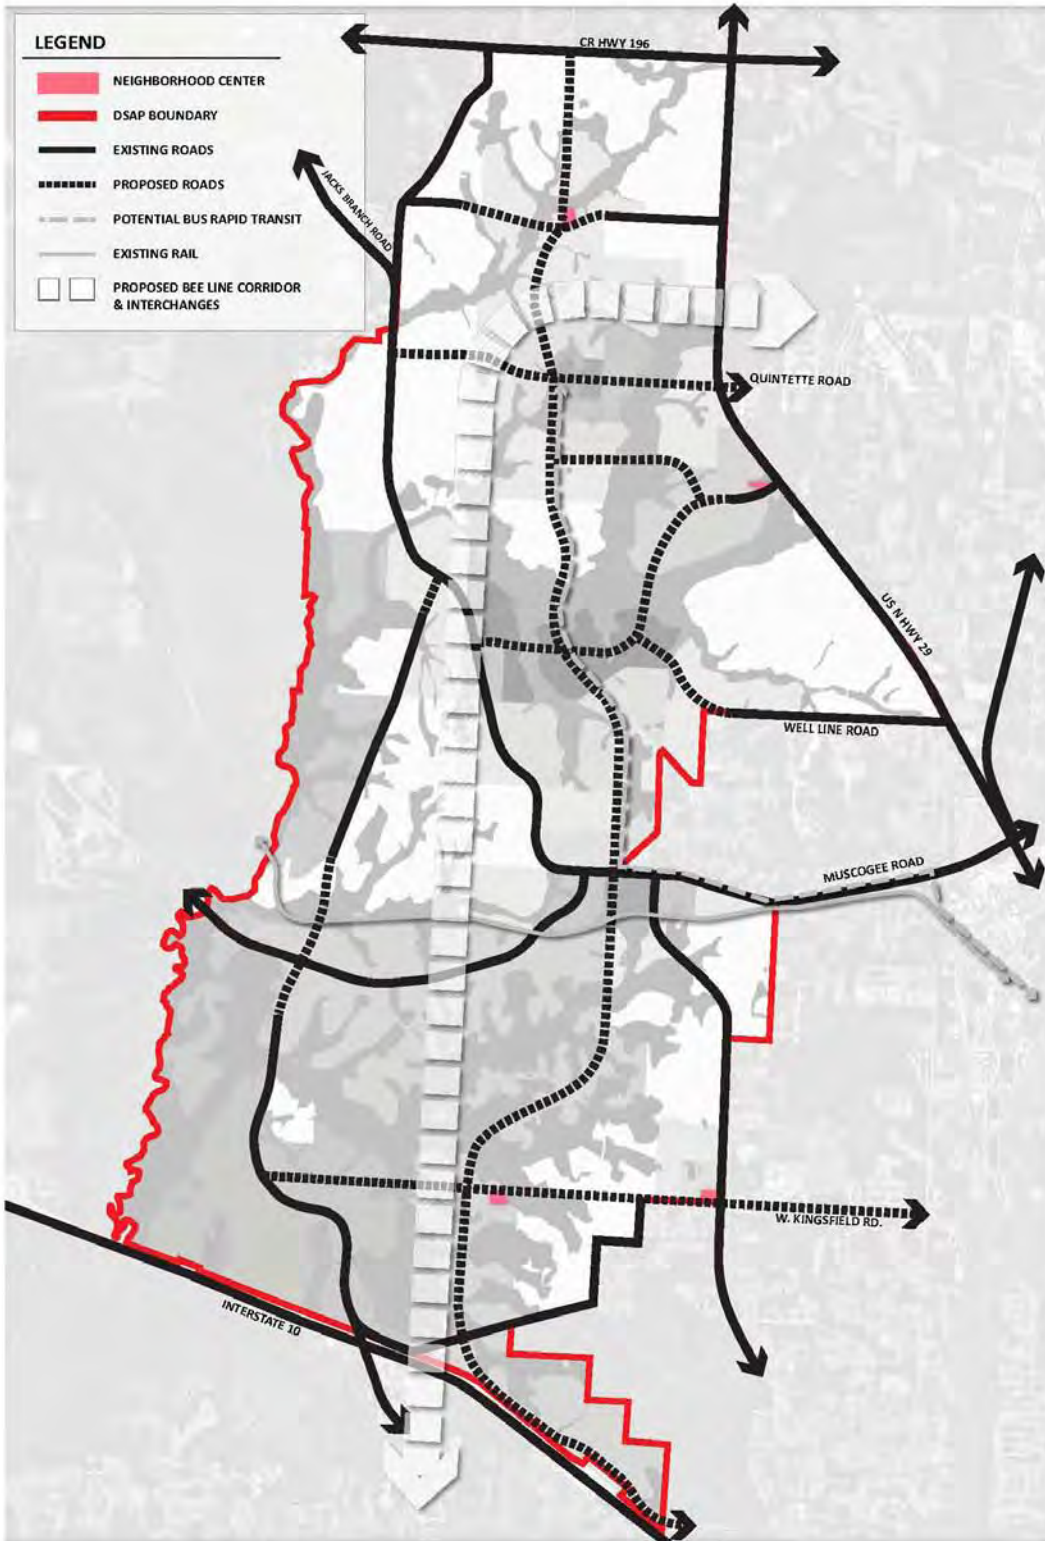 LEGEND
NEIGHBORHOOD CENTER
DSAP BOUNDARY
EXISTING ROADS
PROPOSED ROADS
POTENTIAL BUS RAPID TRANSIT
EXISTING RAIL
PROPOSED BEE LINE CORRIDOR
& INTERCHANGES
CR HWY 196
JACKS BRANCH ROAD
QUINTETTE ROAD
US N HWY 29
WELL LINE ROAD
MUSCOGEE ROAD
W. KINGSFIELD RD.
INTERSTATE 10